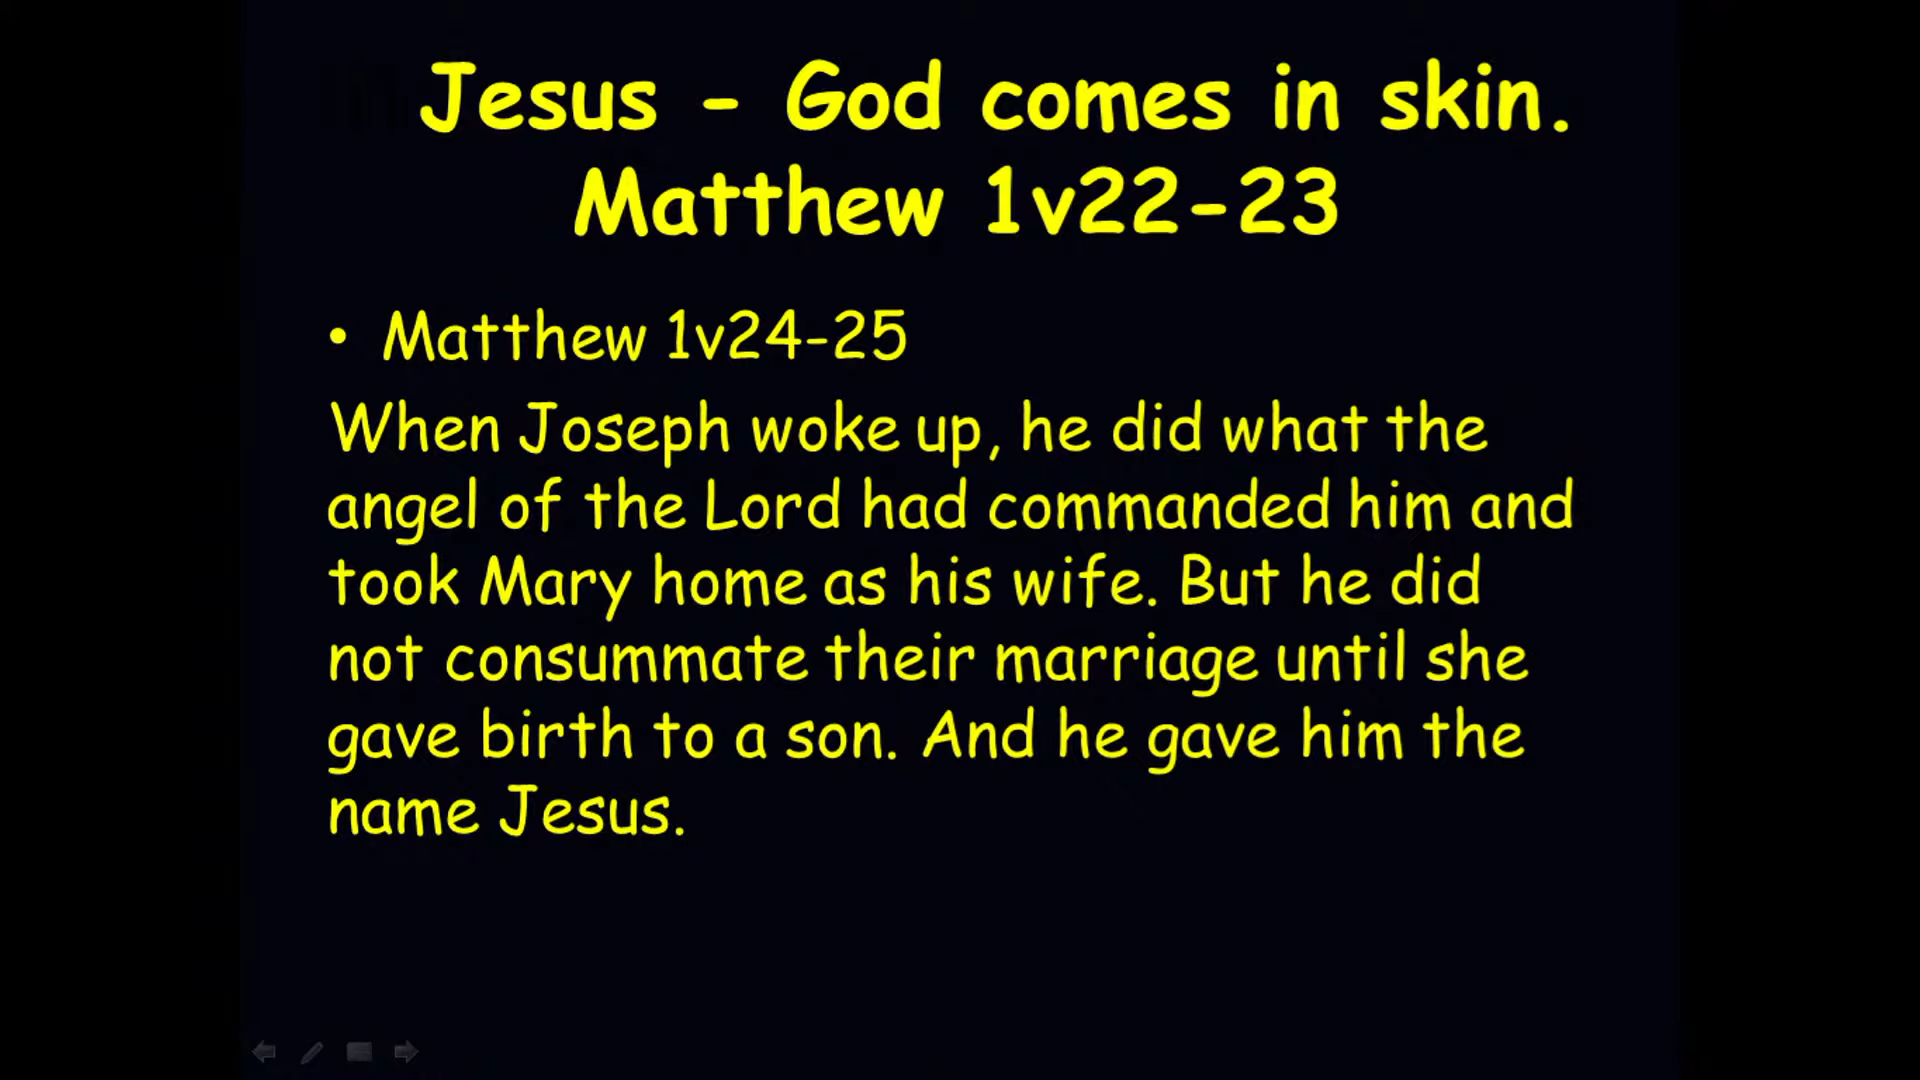 Jesus - God comes in skin.
Matthew 1v22-23
• Matthew 1v24-25
When Joseph woke up, he did what the
angel of the Lord had commanded him and
took Mary home as his wife. But he did
not consummate their marriage until she
gave birth to a son. And he gave him the
name Jesus.